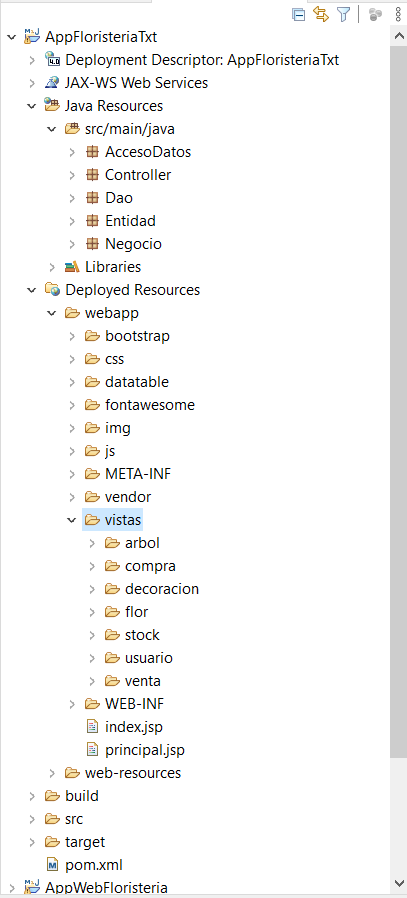 AppFloristeriaTxt
Deployment Descriptor: AppFloristeriaTxt
JAX-WS Web Services
Java Resources
src/main/java
AccesoDatos
Controller
Dao
Entidad
Negocio
Libraries
Deployed Resources
webapp
bootstrap
css
datatable
fontawesome
img
js
META-INF
vendor
vistas
arbol
compra
decoracion
flor
stock
usuario
venta
WEB-INF
index.jsp
principal.jsp
web-resources
build
src
target
pom.xml
AppWebFloristeria